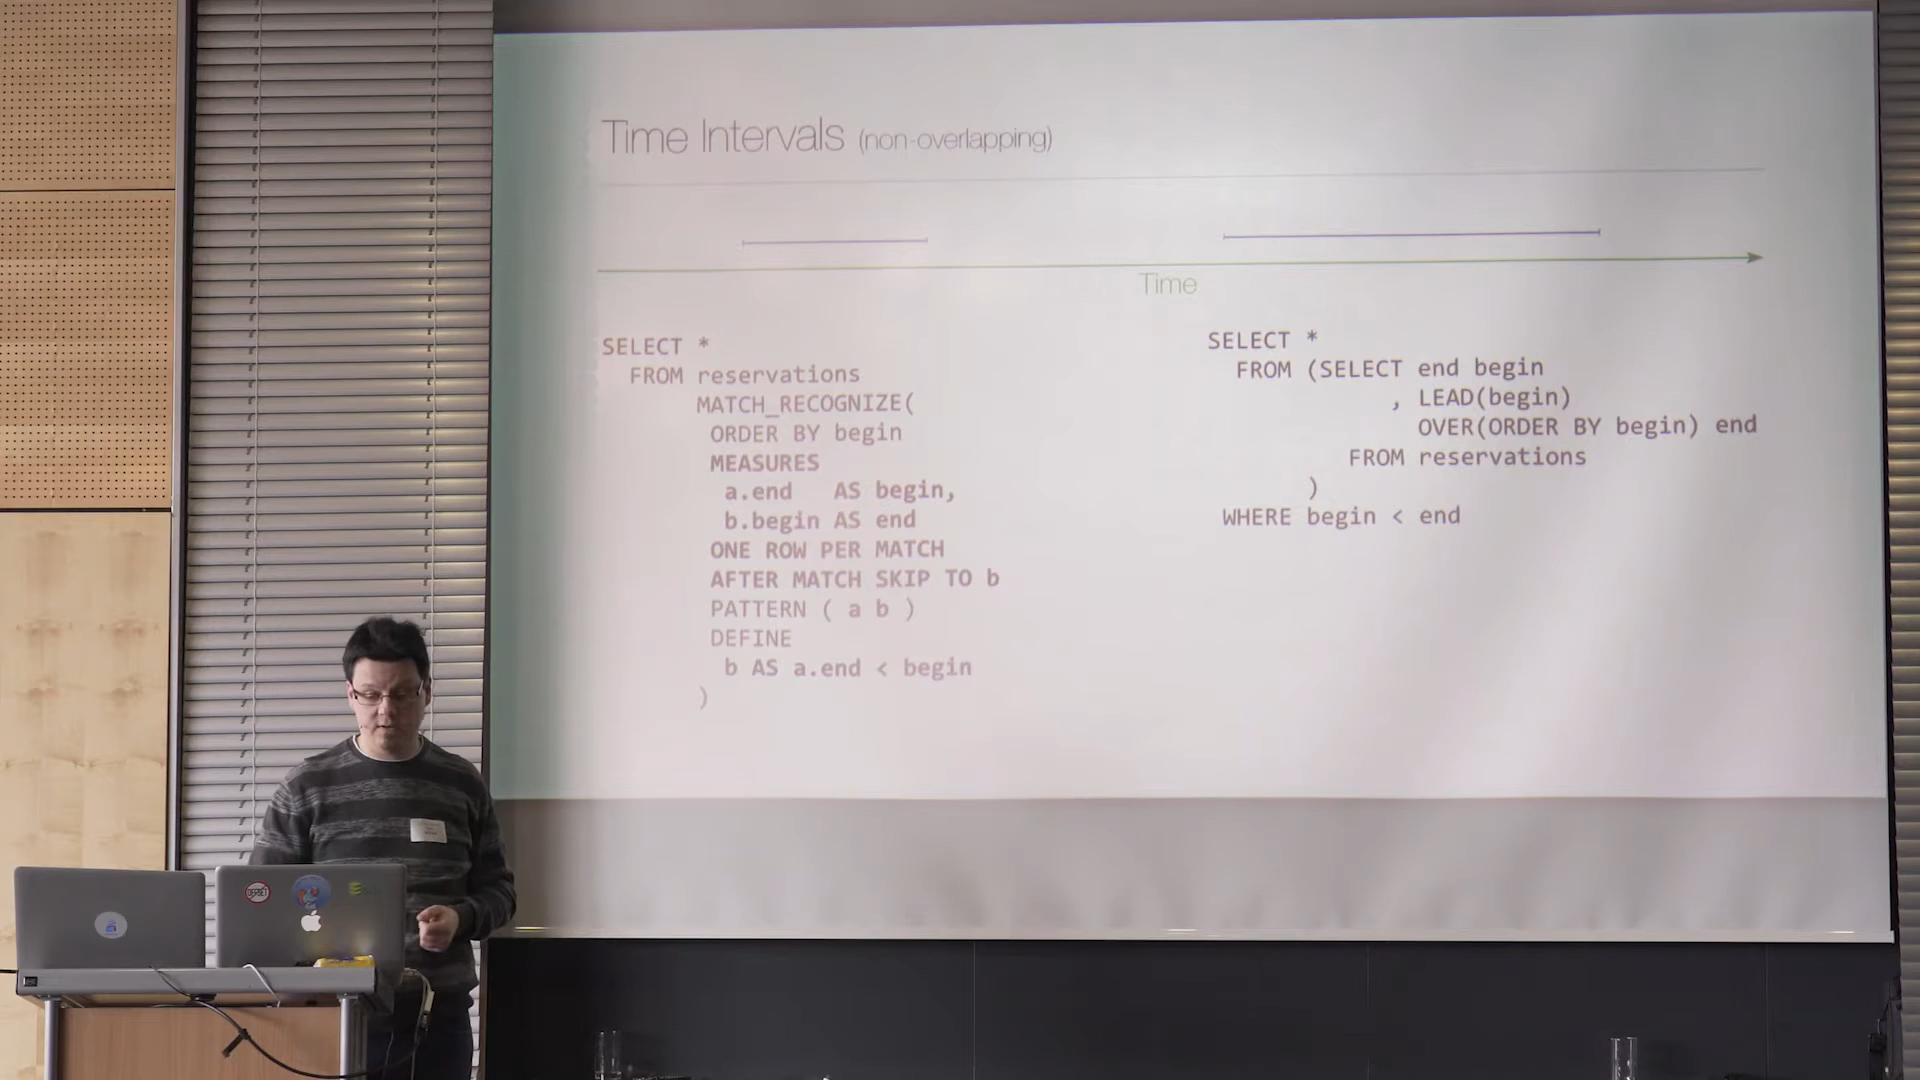 Time Intervals (non-overlapping)
Time
SELECT *
FROM reservations
MATCH_RECOGNIZE(
ORDER BY begin
MEASURES
a.end AS begin,
b.begin AS end
ONE ROW PER MATCH
AFTER MATCH SKIP TO b
PATTERN ( a b )
DEFINE
b AS a.end < begin
)
SELECT *
FROM (SELECT end begin
, LEAD(begin)
OVER(ORDER BY begin) end
FROM reservations
)
WHERE begin < end